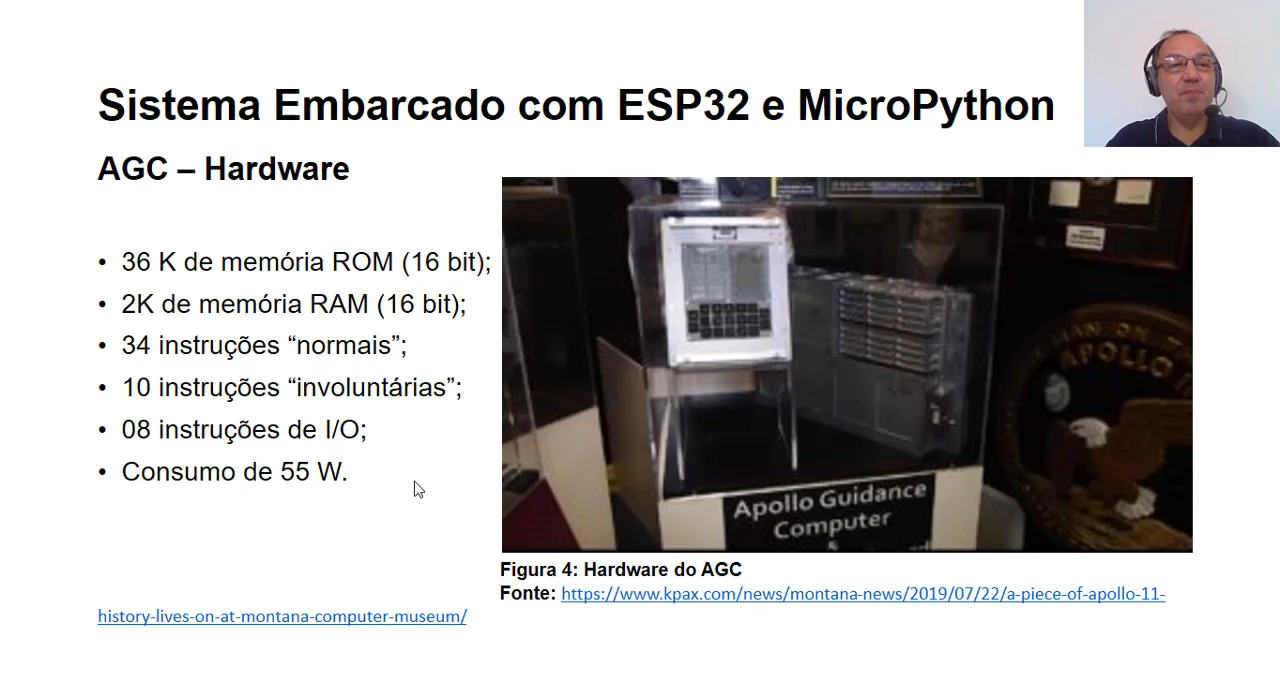 Sistema Embarcado com ESP32 e MicroPython
AGC – Hardware
• 36 K de memória ROM (16 bit);
• 2K de memória RAM (16 bit);
• 34 instruções “normais”;
• 10 instruções “involuntárias”;
• 08 instruções de I/O;
• Consumo de 55 W.
APOLLO
Apollo Guidance
Computer
Figura 4: Hardware do AGC
Fonte: https://www.kpax.com/news/montana-news/2019/07/22/a-piece-of-apollo-11-
history-lives-on-at-montana-computer-museum/